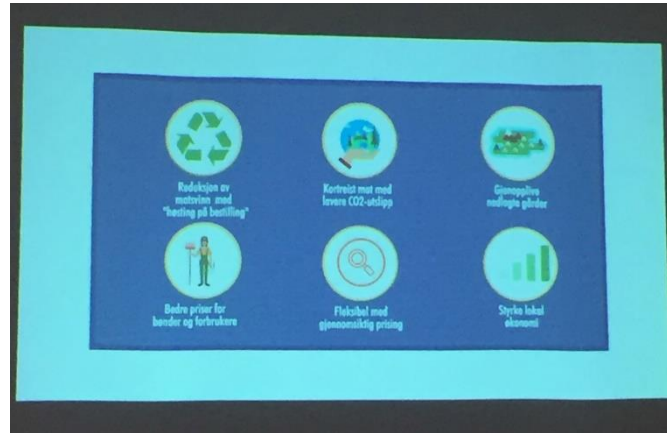 Reduksjon av
matsvinn med
"høsting på bestilling"
Kortreist mat med
lavere CO2-utslipp
Gjenopplive
nedlagte gårder
Bedre priser for
bønder og forbrukere
Fleksibel med
gjennomsiktig prising
Styrke lokal
økonomi